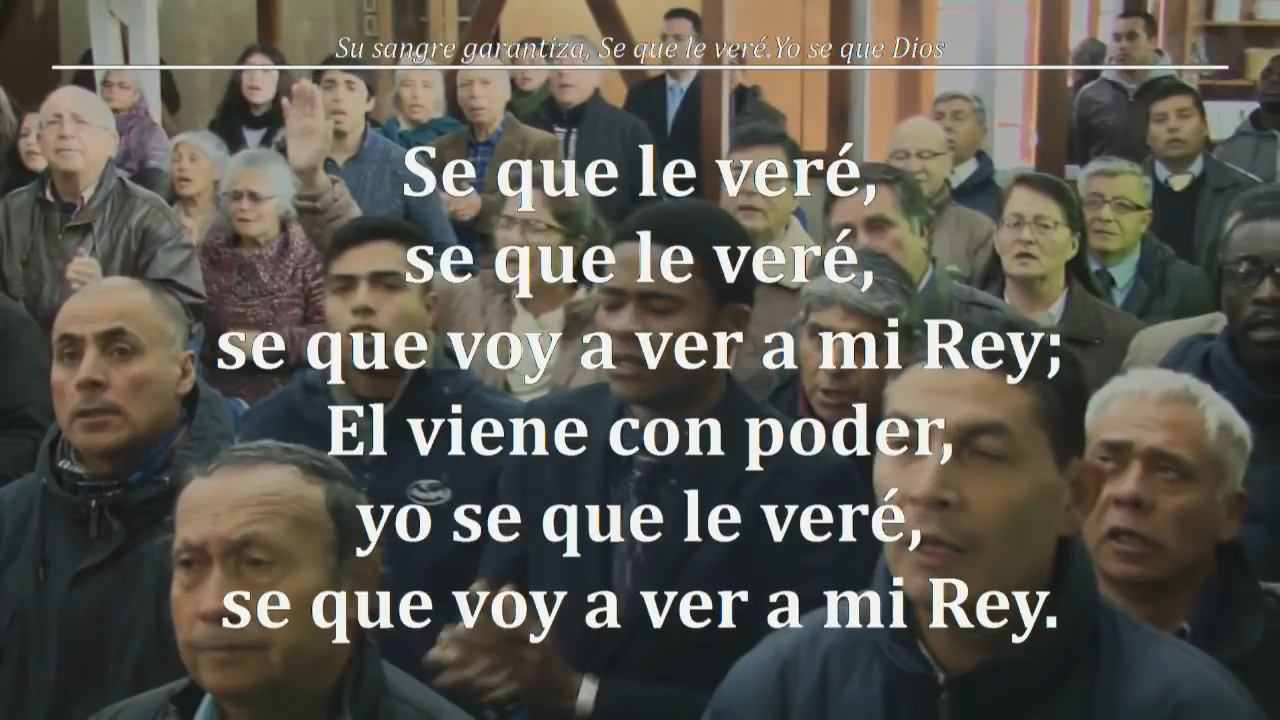 Su sangre garantiza, Se que le veré.Yo se que Dios
Se que le veré,
se que le veré,
se que voy a ver a mi Rey;
El viene con poder,
yo se que le veré,
se que voy a ver a mi Rey.